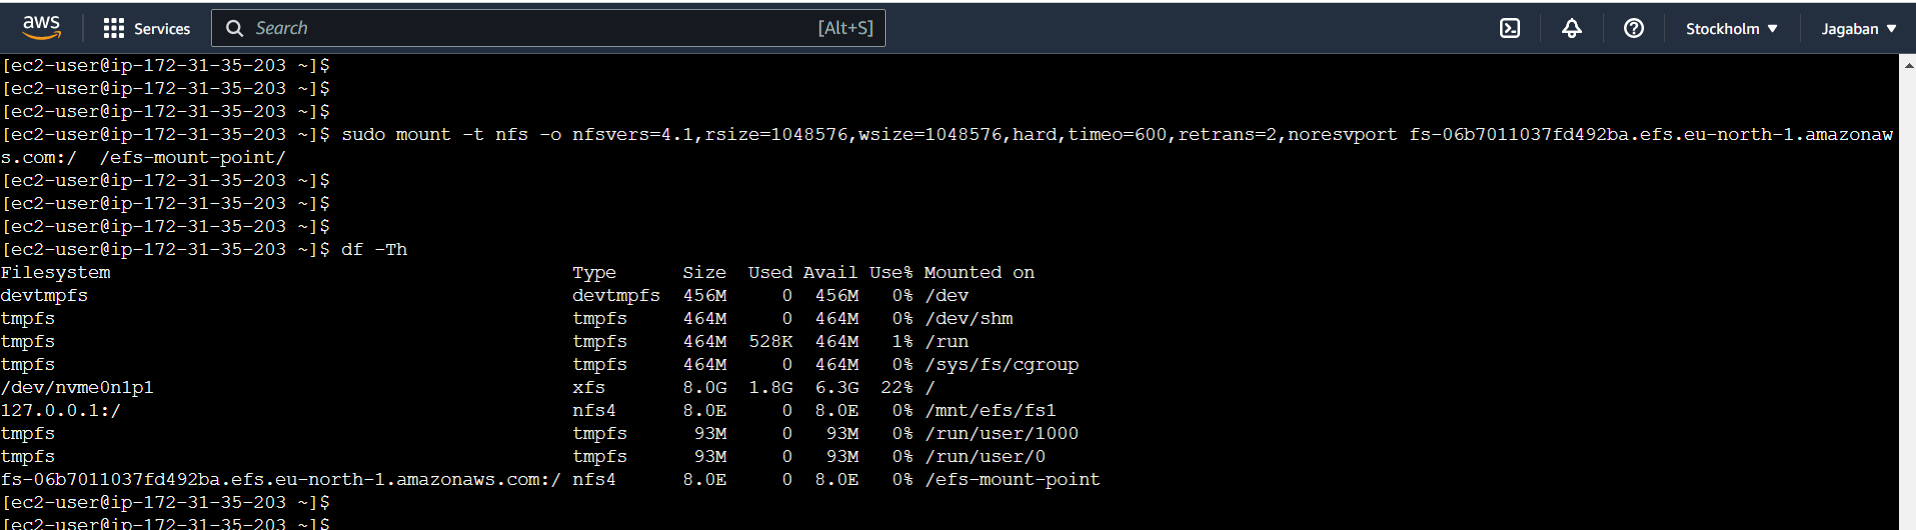 aws Services Search [Alt+S] Stockholm ▼ Jagaban ▼
[ec2-user@ip-172-31-35-203 ~]$
[ec2-user@ip-172-31-35-203 ~]$
[ec2-user@ip-172-31-35-203 ~]$
[ec2-user@ip-172-31-35-203 ~]$ sudo mount -t nfs -o nfsvers=4.1,rsize=1048576,wsize=1048576,hard,timeo=600,retrans=2,noresvport fs-06b7011037fd492ba.efs.eu-north-1.amazonaw
s.com:/  /efs-mount-point/
[ec2-user@ip-172-31-35-203 ~]$
[ec2-user@ip-172-31-35-203 ~]$
[ec2-user@ip-172-31-35-203 ~]$
[ec2-user@ip-172-31-35-203 ~]$ df -Th
Filesystem Type Size Used Avail Use% Mounted on
devtmpfs devtmpfs 456M 0 456M 0% /dev
tmpfs tmpfs 464M 0 464M 0% /dev/shm
tmpfs tmpfs 464M 528K 464M 1% /run
tmpfs tmpfs 464M 0 464M 0% /sys/fs/cgroup
/dev/nvme0n1p1 xfs 8.0G 1.8G 6.3G 22% /
127.0.0.1:/ nfs4 8.0E 0 8.0E 0% /mnt/efs/fs1
tmpfs tmpfs 93M 0 93M 0% /run/user/1000
tmpfs tmpfs 93M 0 93M 0% /run/user/0
fs-06b7011037fd492ba.efs.eu-north-1.amazonaws.com:/ nfs4 8.0E 0 8.0E 0% /efs-mount-point
[ec2-user@ip-172-31-35-203 ~]$
[ec2-user@ip-172-31-35-203 ~]$